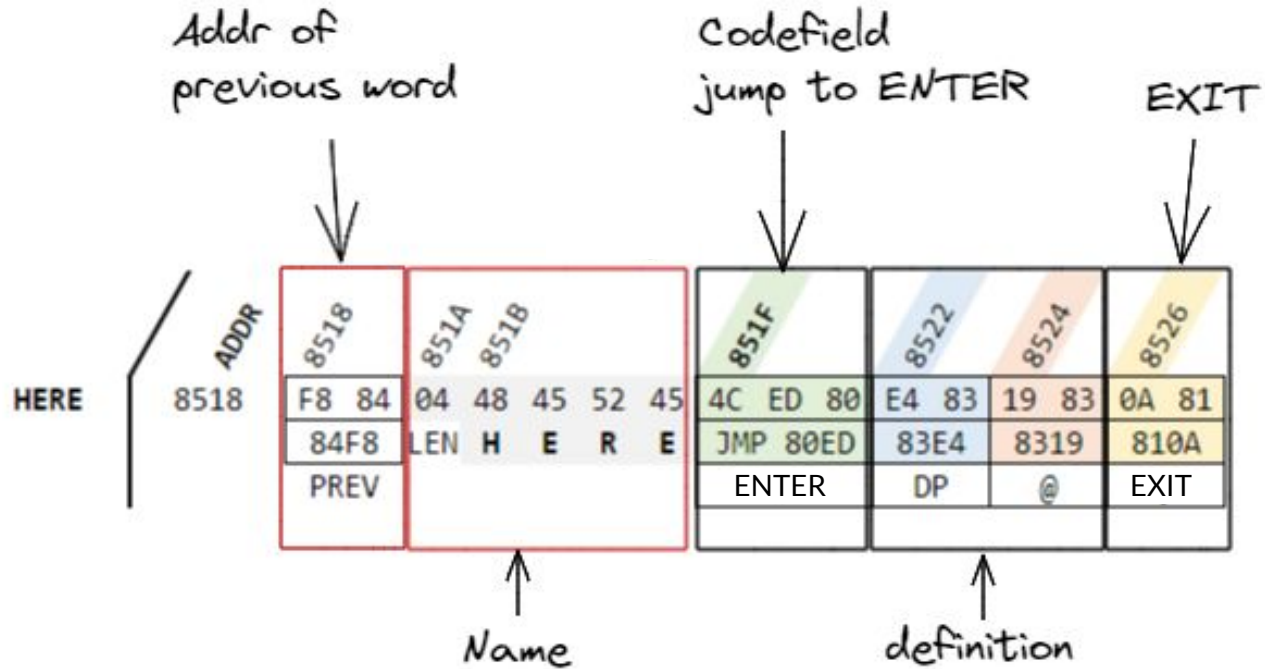 Addr of
previous word
Codefield
jump to ENTER
EXIT
ADDR 8518 851A 851B 851F 8522 8524 8526
HERE 8518 F8 84 04 48 45 52 45 4C ED 80 E4 83 19 83 0A 81
84F8 LEN H E R E JMP 80ED 83E4 8319 810A
PREV ENTER DP @ EXIT
Name
definition